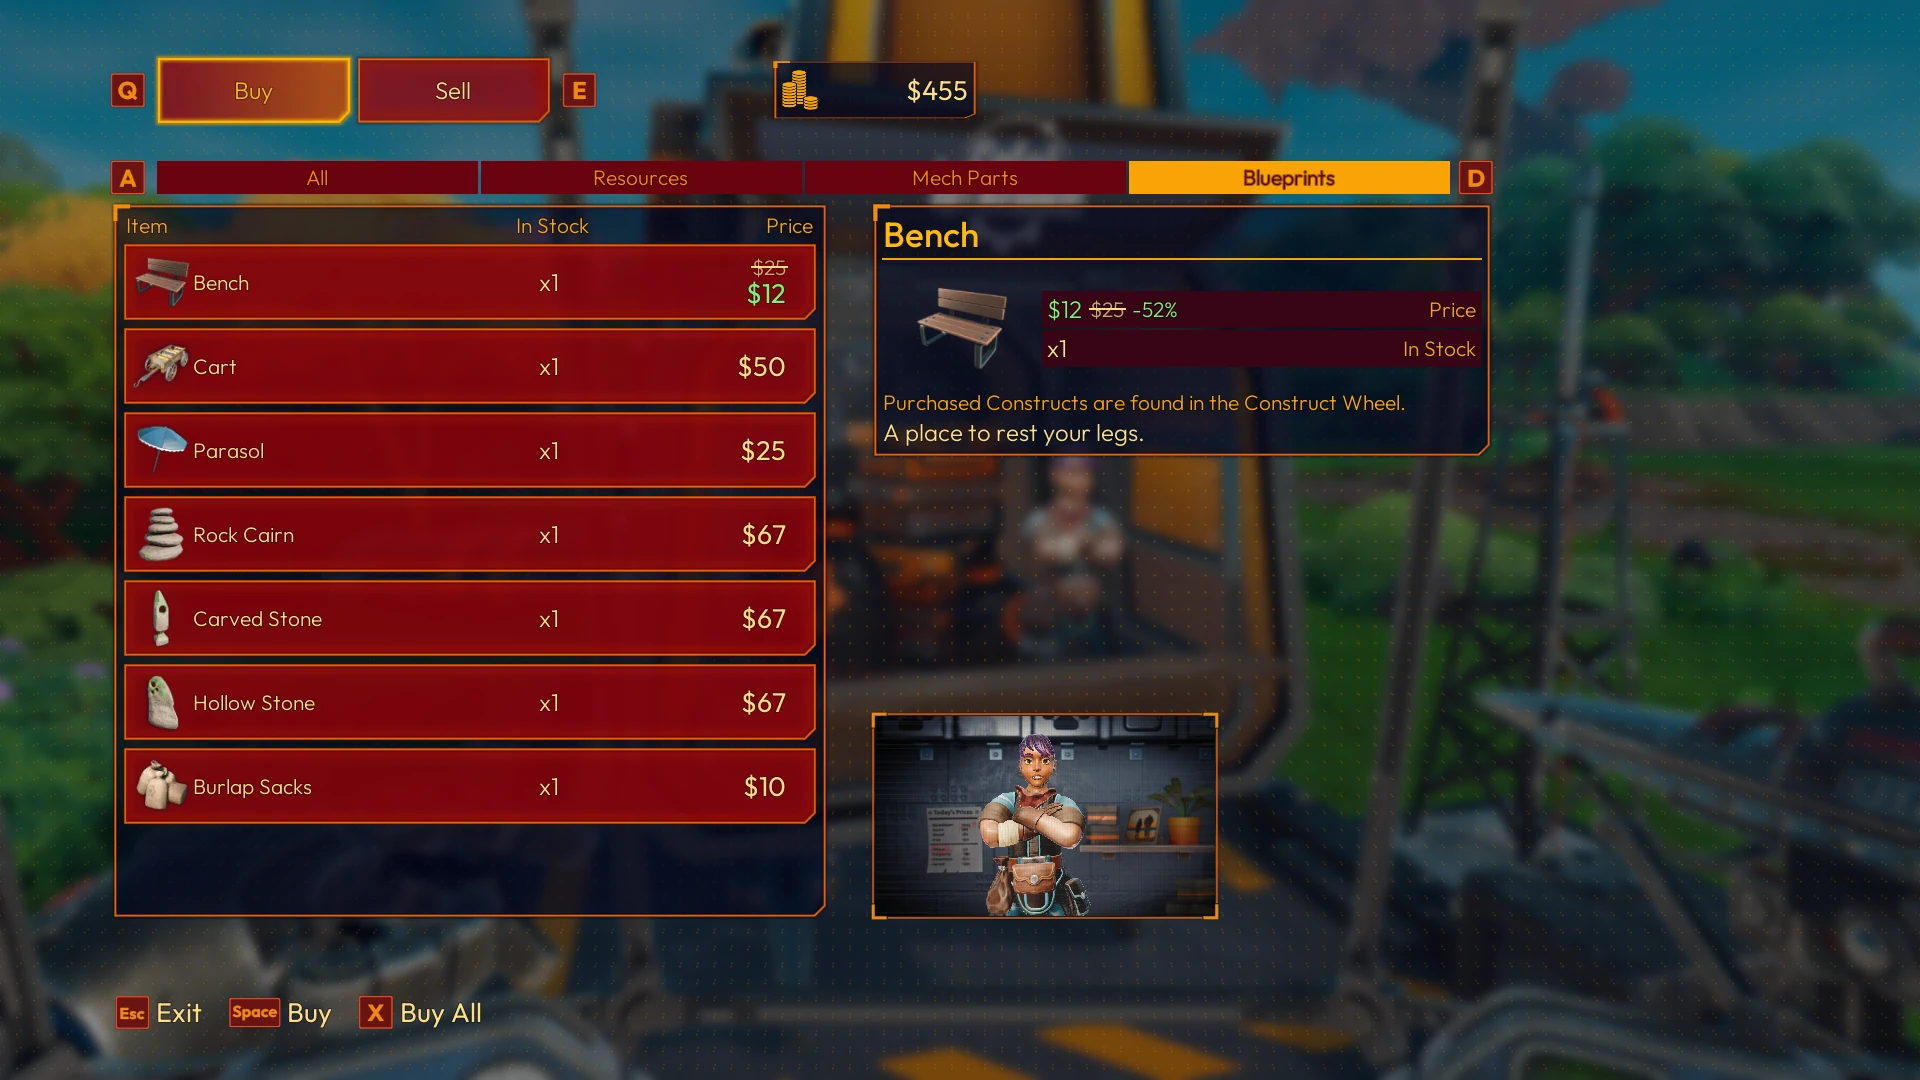 Q Buy Sell E $455
A All Resources Mech Parts Blueprints D
Item In Stock Price
Bench x1 $25 $12
Cart x1 $50
Parasol x1 $25
Rock Cairn x1 $67
Carved Stone x1 $67
Hollow Stone x1 $67
Burlap Sacks x1 $10
Bench
$12 $25 -52% Price
x1 In Stock
Purchased Constructs are found in the Construct Wheel.
A place to rest your legs.
Today's Prices
Esc Exit Space Buy X Buy All